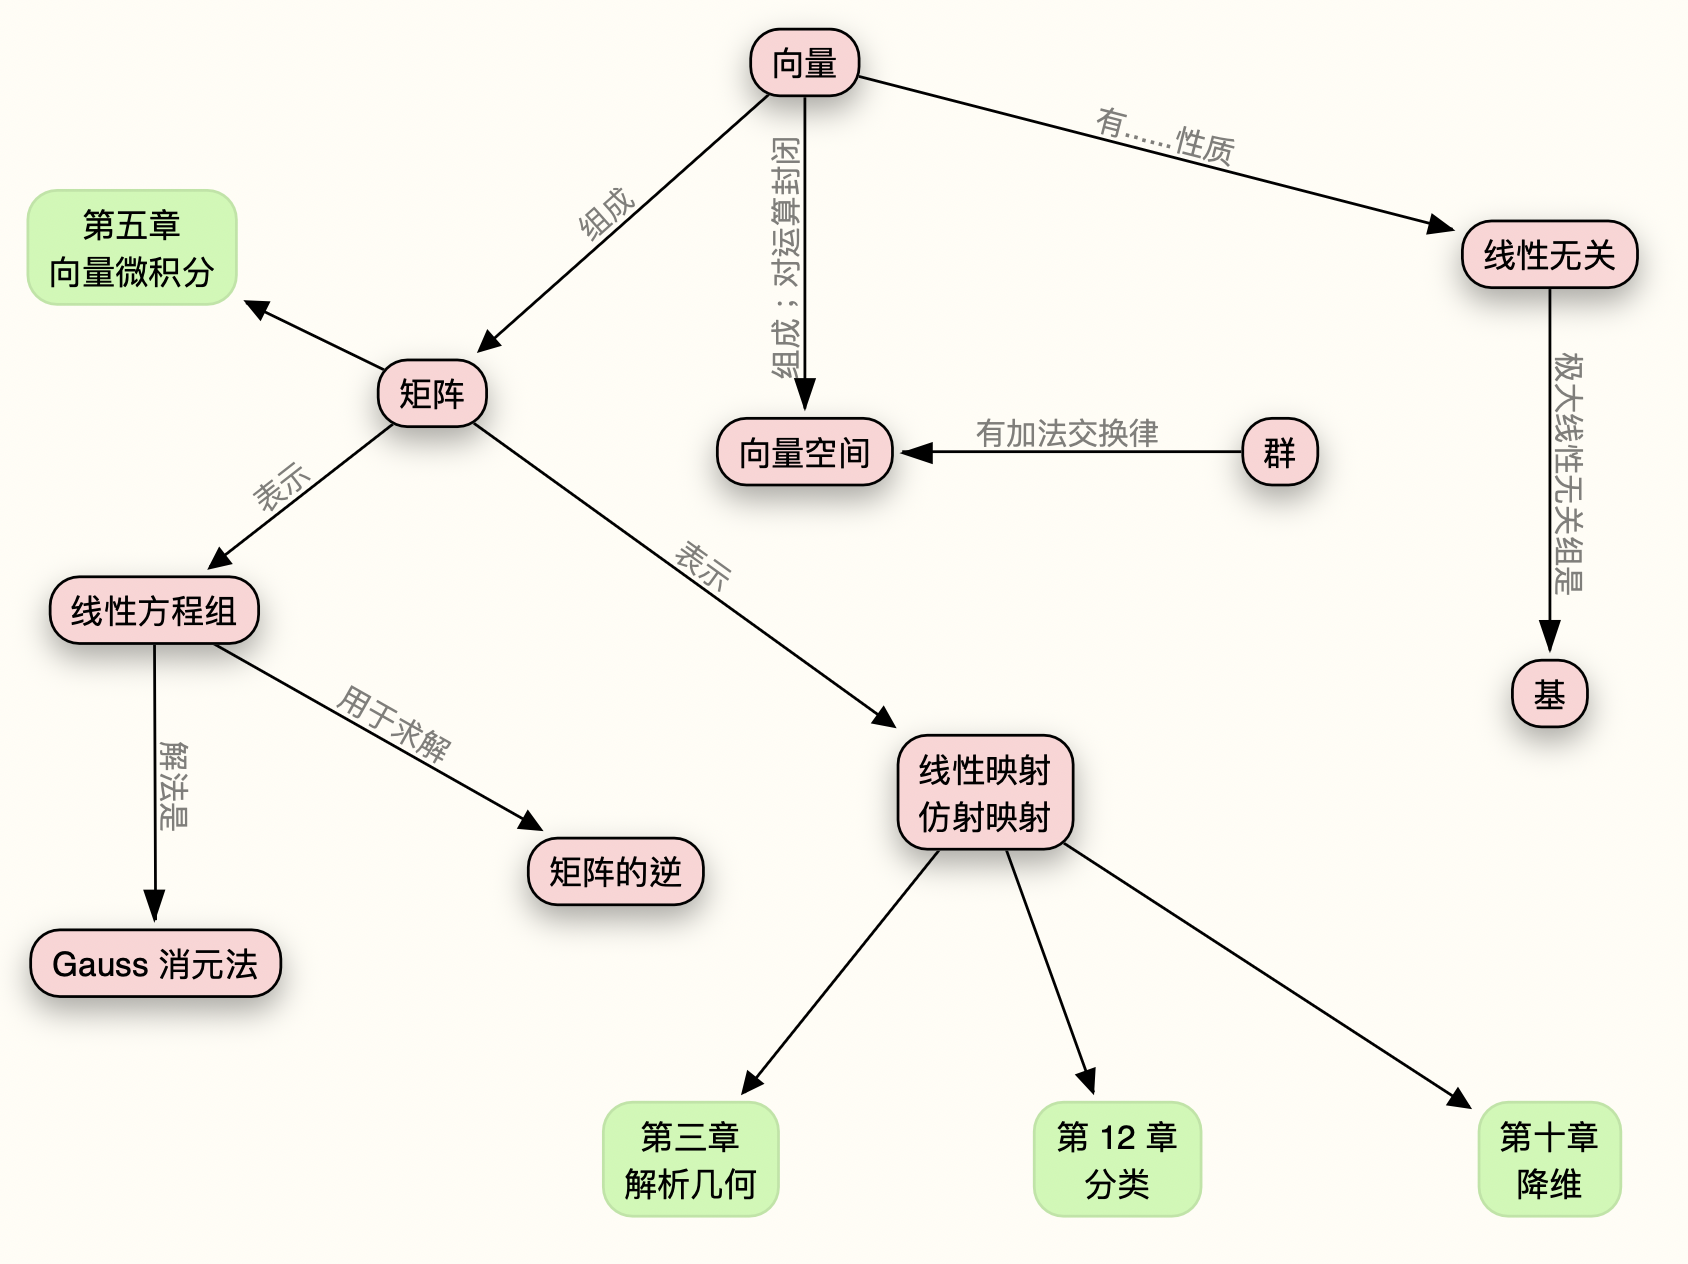 向量
有......性质
组成
组成；对运算封闭
第五章
向量微积分
线性无关
矩阵
有加法交换律
向量空间
群
极大线性无关组是
表示
表示
线性方程组
基
用于求解
解法是
线性映射
仿射映射
矩阵的逆
Gauss 消元法
第三章
解析几何
第 12 章
分类
第十章
降维